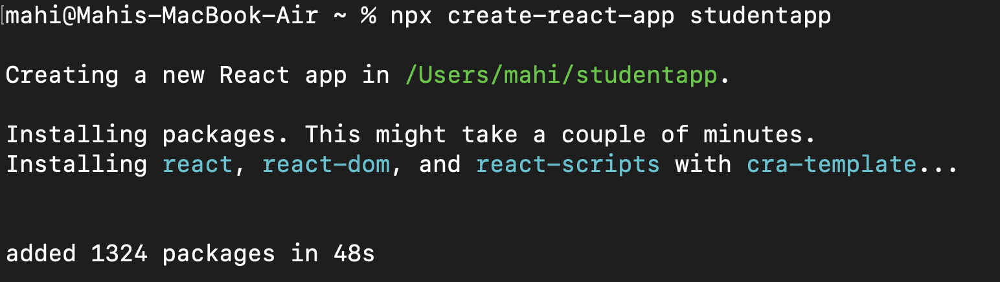 [mahi@Mahis-MacBook-Air ~ % npx create-react-app studentapp
Creating a new React app in /Users/mahi/studentapp.
Installing packages. This might take a couple of minutes.
Installing react, react-dom, and react-scripts with cra-template...
added 1324 packages in 48s